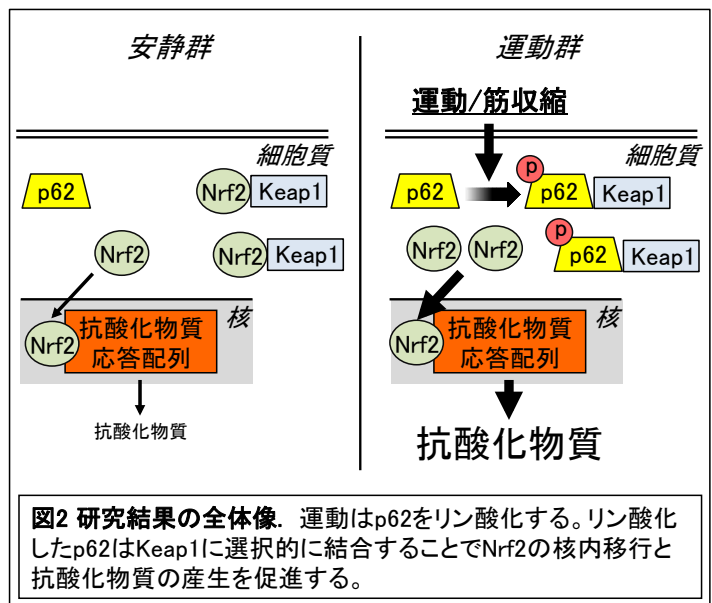 安静群
細胞質
p62
Nrf2 Keap1
Nrf2
Nrf2 Keap1
核
Nrf2
抗酸化物質
応答配列
抗酸化物質
運動群
運動/筋収縮
細胞質
p62
p
p62 Keap1
Nrf2 Nrf2
p
p62 Keap1
核
Nrf2
抗酸化物質
応答配列
抗酸化物質
図2 研究結果の全体像. 運動はp62をリン酸化する。リン酸化
したp62はKeap1に選択的に結合することでNrf2の核内移行と
抗酸化物質の産生を促進する。